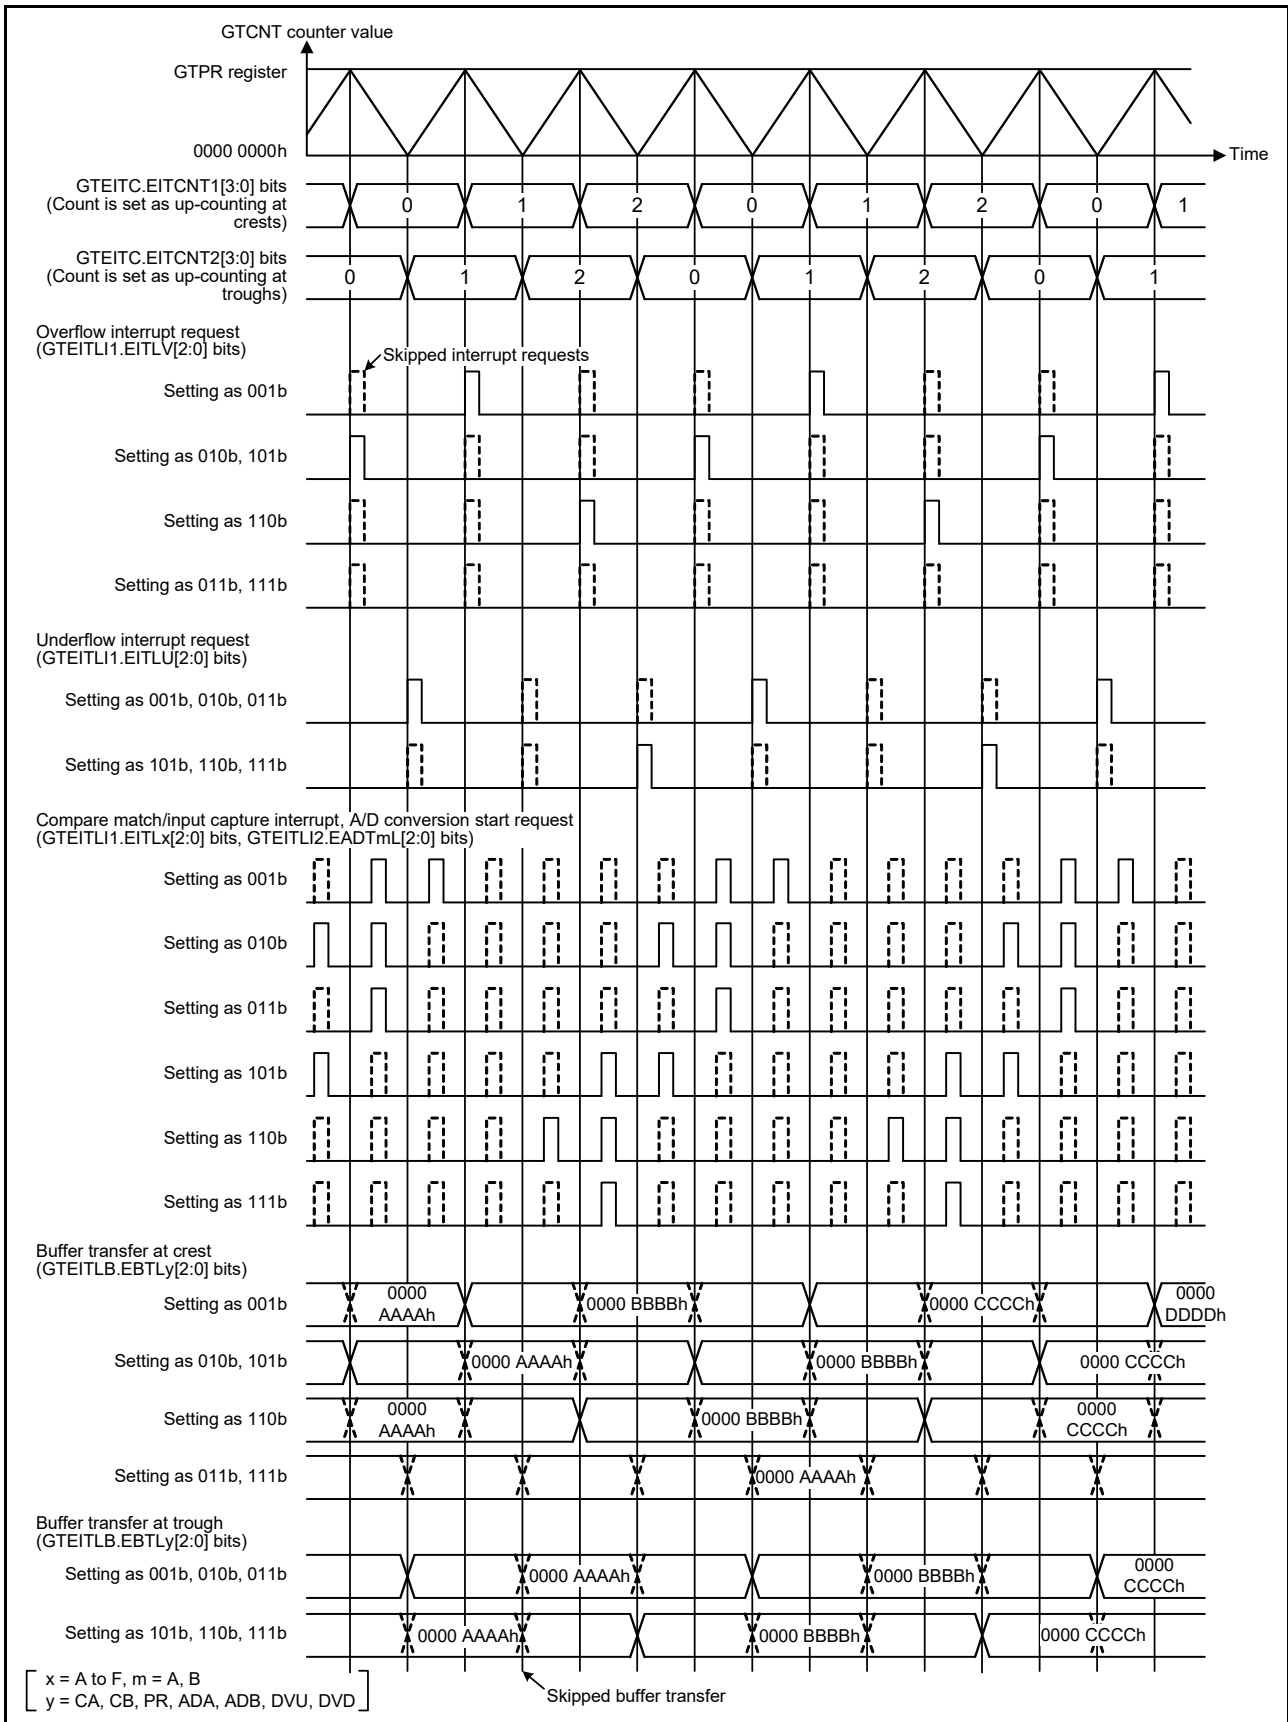 GTCNT counter value
GTPR register
0000 0000h
Time
GTEITC.EITCNT1[3:0] bits
(Count is set as up-counting at
crests)
0 1 2 0 1 2 0 1
GTEITC.EITCNT2[3:0] bits
(Count is set as up-counting at
troughs)
0 1 2 0 1 2 0 1
Overflow interrupt request
(GTEITLI1.EITLV[2:0] bits)
Skipped interrupt requests
Setting as 001b
Setting as 010b, 101b
Setting as 110b
Setting as 011b, 111b
Underflow interrupt request
(GTEITLI1.EITLU[2:0] bits)
Setting as 001b, 010b, 011b
Setting as 101b, 110b, 111b
Compare match/input capture interrupt, A/D conversion start request
(GTEITLI1.EITLx[2:0] bits, GTEITLI2.EADTmL[2:0] bits)
Setting as 001b
Setting as 010b
Setting as 011b
Setting as 101b
Setting as 110b
Setting as 111b
Buffer transfer at crest
(GTEITLB.EBTLy[2:0] bits)
Setting as 001b
0000
AAAAh
0000 BBBBh
0000 CCCCh
0000
DDDDh
Setting as 010b, 101b
0000 AAAAh
0000 BBBBh
0000 CCCCh
Setting as 110b
0000
AAAAh
0000 BBBBh
0000
CCCCh
Setting as 011b, 111b
0000 AAAAh
Buffer transfer at trough
(GTEITLB.EBTLy[2:0] bits)
Setting as 001b, 010b, 011b
0000 AAAAh
0000 BBBBh
0000
CCCCh
Setting as 101b, 110b, 111b
0000 AAAAh
0000 BBBBh
0000 CCCCh
x = A to F, m = A, B
y = CA, CB, PR, ADA, ADB, DVU, DVD
Skipped buffer transfer